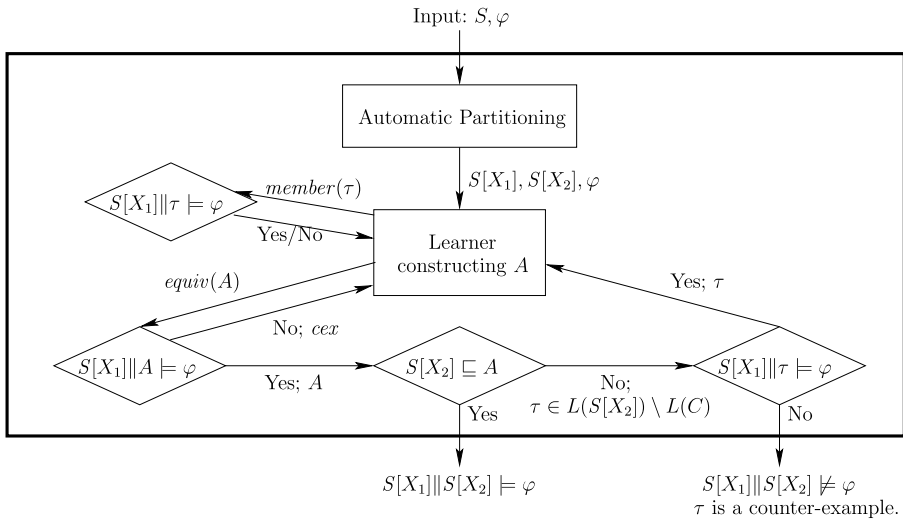 Input: S, φ
Automatic Partitioning
S[X₁], S[X₂], φ
member(τ)
S[X₁]‖τ ⊨ φ
Yes/No
Learner
constructing A
equiv(A)
Yes; τ
No; cex
S[X₁]‖A ⊨ φ
S[X₂] ⊑ A
S[X₁]‖τ ⊨ φ
Yes; A
No;
τ ∈ L(S[X₂]) \ L(C)
Yes
No
S[X₁]‖S[X₂] ⊨ φ
S[X₁]‖S[X₂] ⊭ φ
τ is a counter-example.